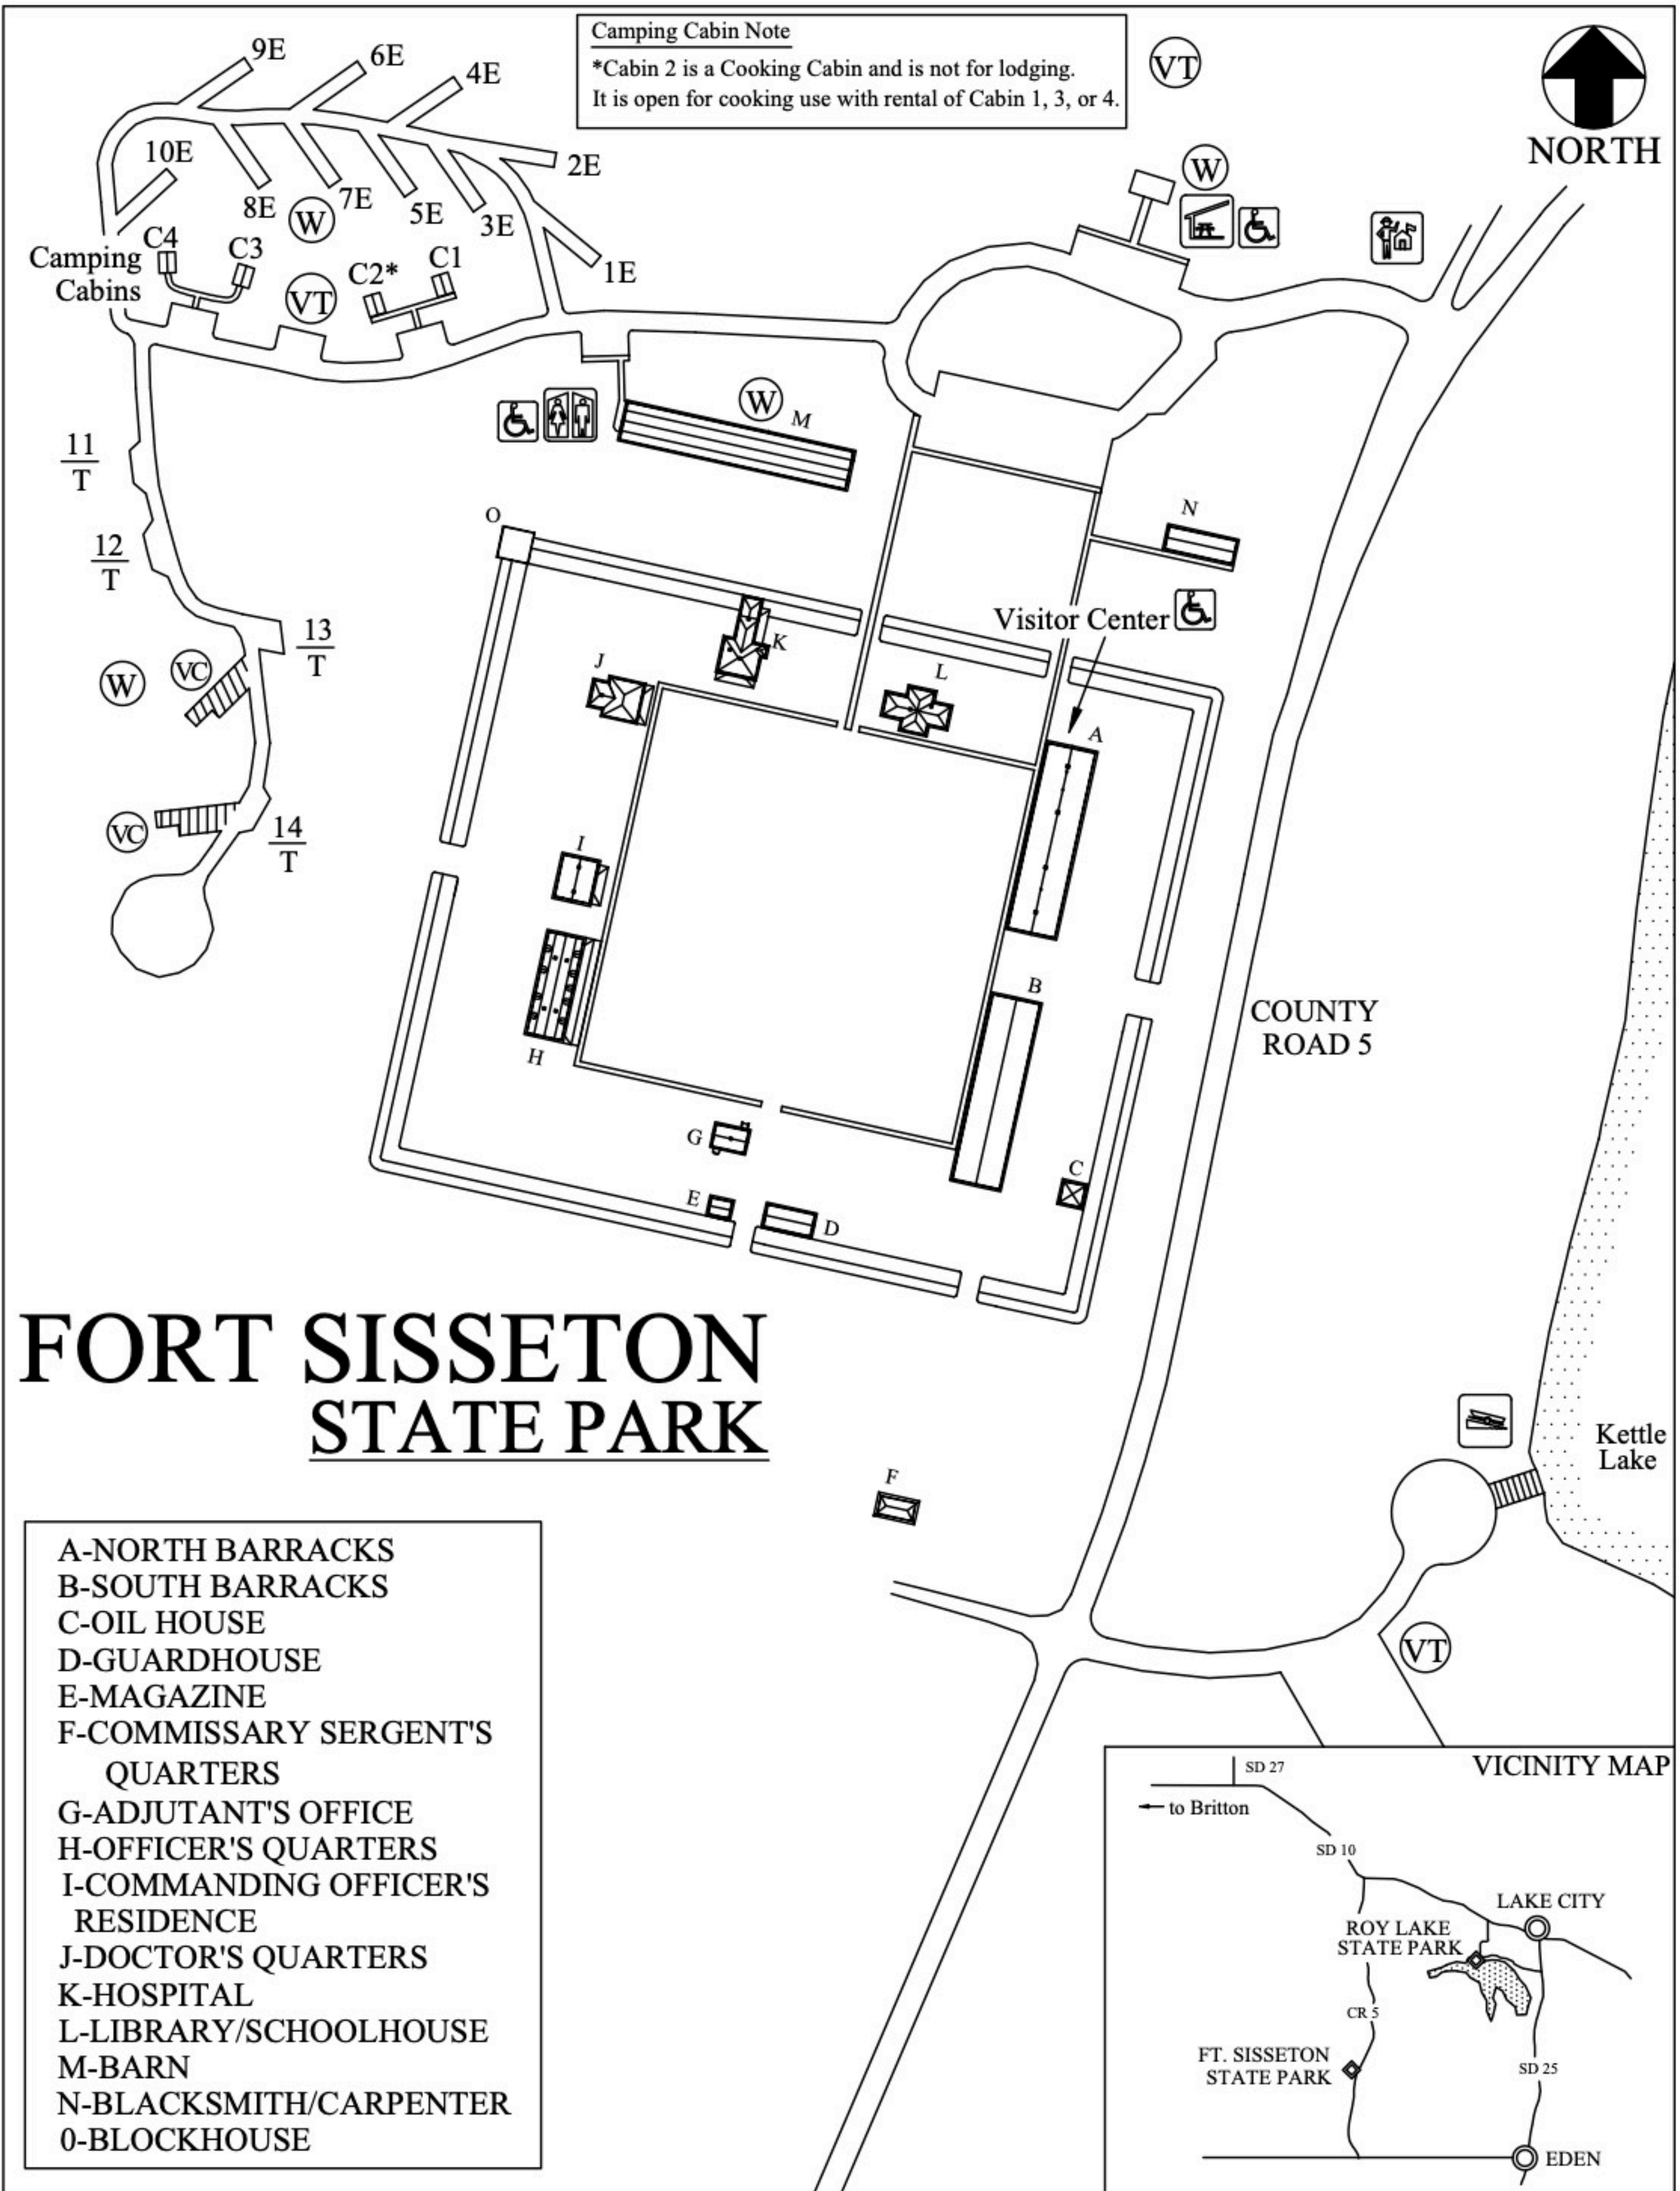 Camping Cabin Note
*Cabin 2 is a Cooking Cabin and is not for lodging.
It is open for cooking use with rental of Cabin 1, 3, or 4.
VT
NORTH
9E
6E
4E
2E
10E
8E
W
7E
5E
3E
1E
W
Camping
Cabins
C4
C3
VT
C2*
C1
W
M
11
T
12
T
13
T
W
VC
VC
14
T
O
N
Visitor Center
K
J
L
A
I
B
H
COUNTY
ROAD 5
G
C
E
D
FORT SISSETON
STATE PARK
F
Kettle
Lake
VT
A-NORTH BARRACKS
B-SOUTH BARRACKS
C-OIL HOUSE
D-GUARDHOUSE
E-MAGAZINE
F-COMMISSARY SERGENT'S
QUARTERS
G-ADJUTANT'S OFFICE
H-OFFICER'S QUARTERS
I-COMMANDING OFFICER'S
RESIDENCE
J-DOCTOR'S QUARTERS
K-HOSPITAL
L-LIBRARY/SCHOOLHOUSE
M-BARN
N-BLACKSMITH/CARPENTER
0-BLOCKHOUSE
VICINITY MAP
SD 27
to Britton
SD 10
LAKE CITY
ROY LAKE
STATE PARK
CR 5
FT. SISSETON
STATE PARK
SD 25
EDEN